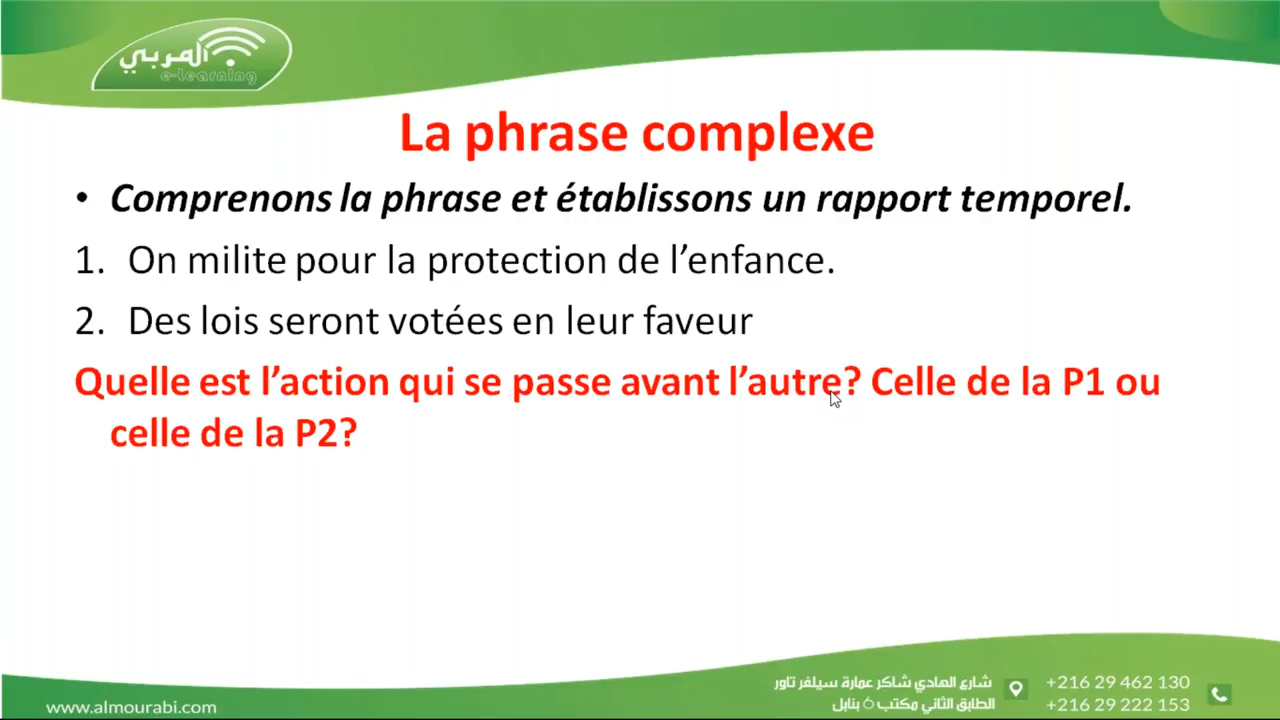 المربي
e-learning
La phrase complexe
• Comprenons la phrase et établissons un rapport temporel.
1. On milite pour la protection de l’enfance.
2. Des lois seront votées en leur faveur
Quelle est l’action qui se passe avant l’autre? Celle de la P1 ou
celle de la P2?
www.almourabi.com
شارع الهادي شاكر عمارة سيلفر تاور
الطابق الثاني مكتب 5 بنابل
+216 29 462 130
+216 29 222 153